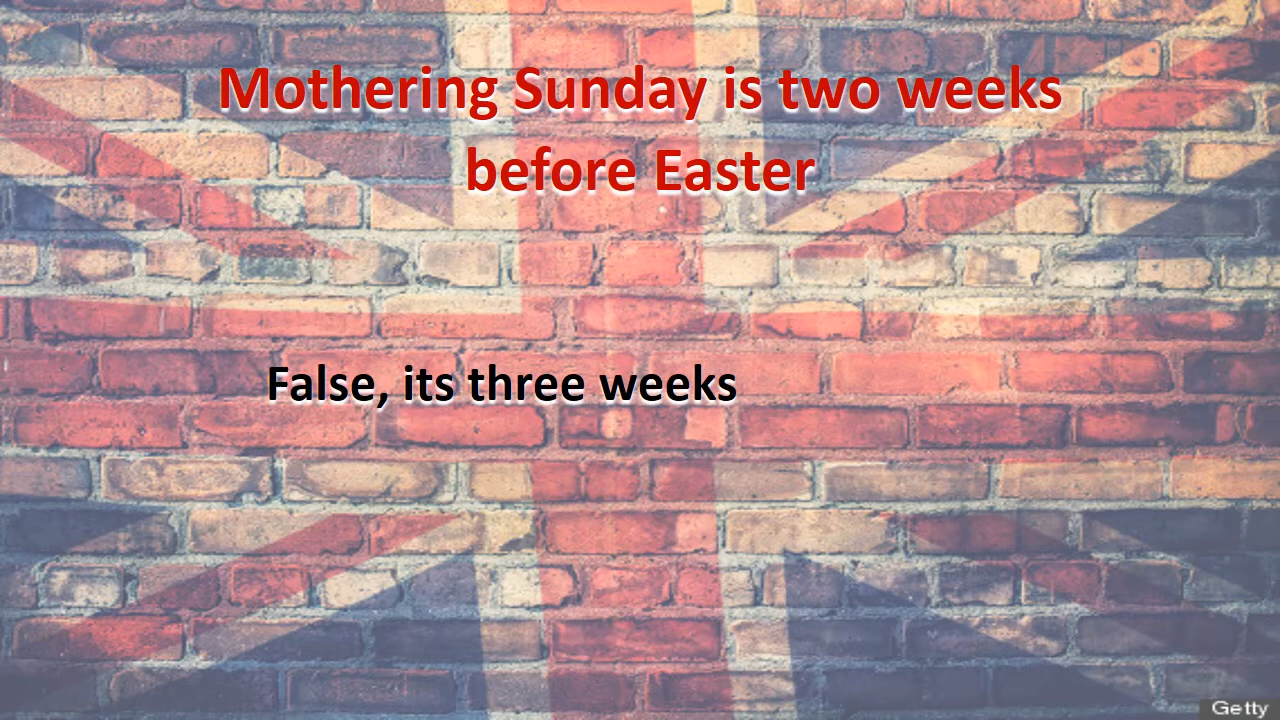 Mothering Sunday is two weeks
before Easter
False, its three weeks
Getty